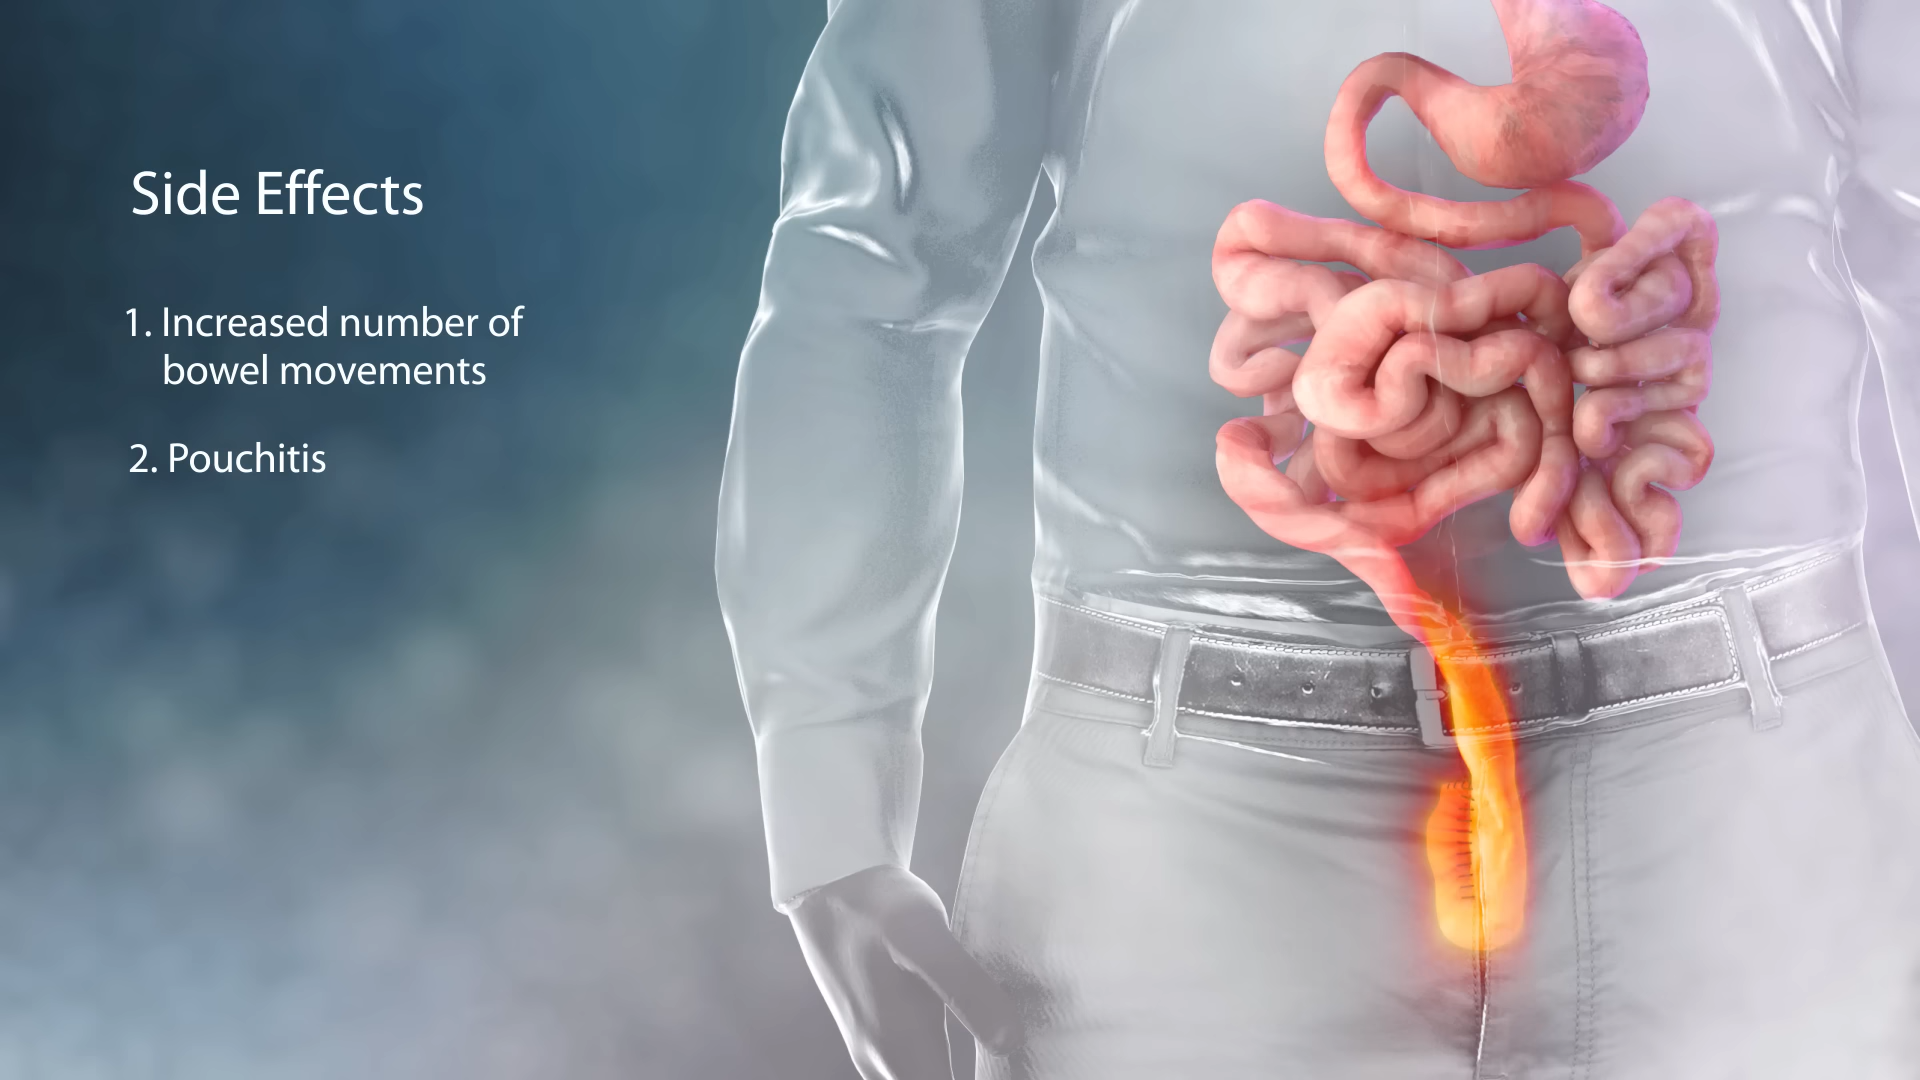 Side Effects
1. Increased number of
bowel movements
2. Pouchitis